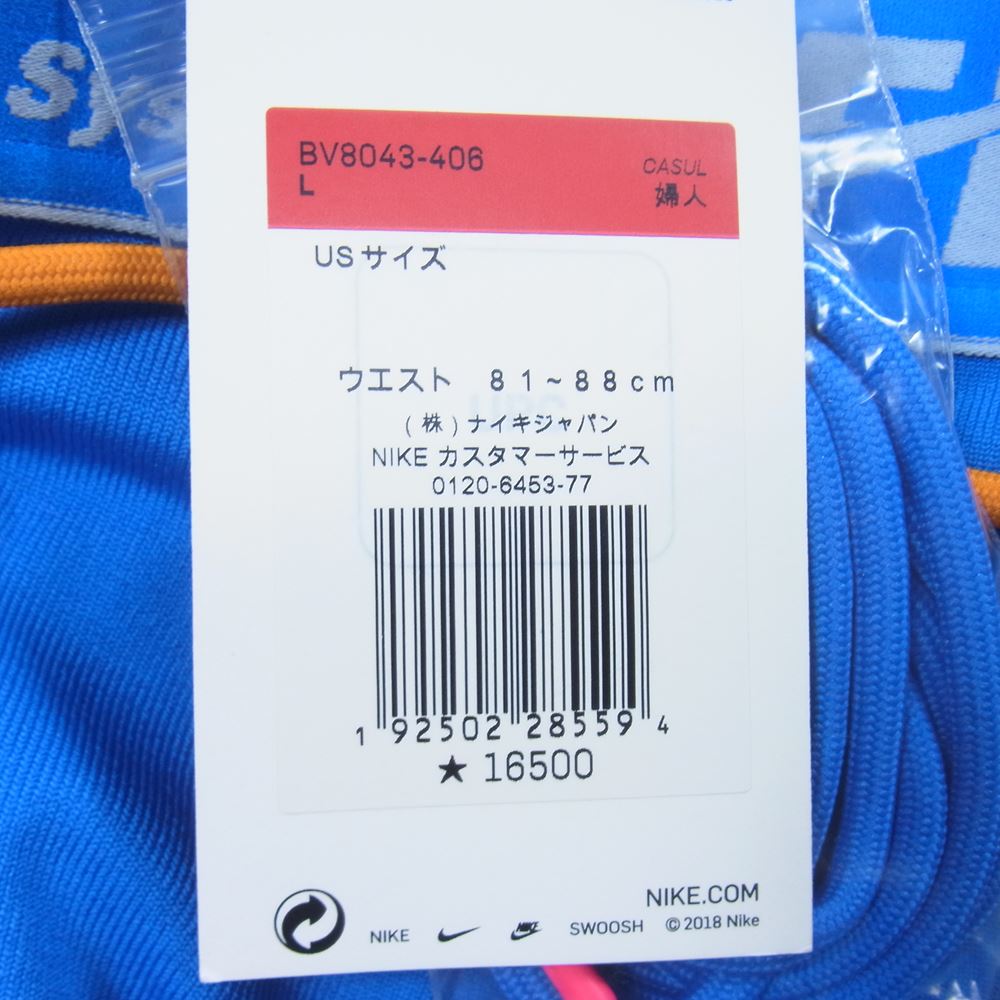 sys
BV8043-406
L
CASUL
婦人
USサイズ
ウエスト 81~88cm
(株)ナイキジャパン
NIKE カスタマーサービス
0120-6453-77
1 92502 28559 4
★ 16500
NIKE.COM
NIKE SWOOSH ©2018 Nike